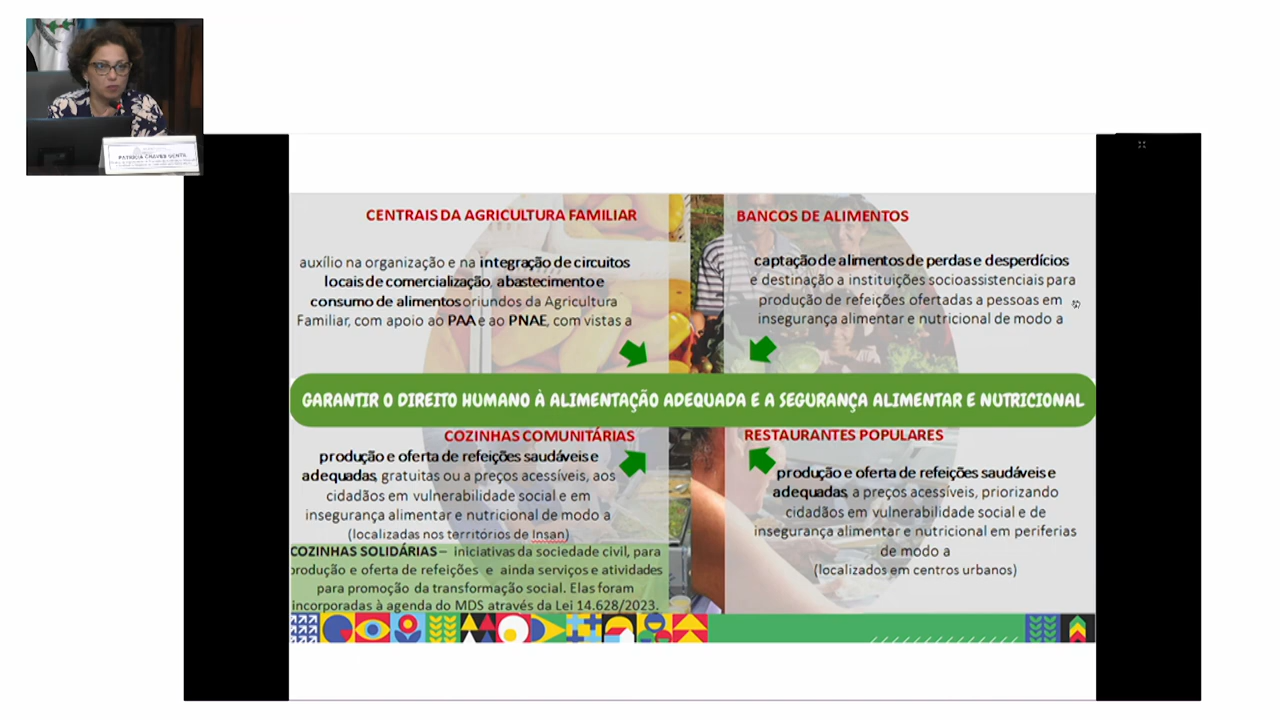 PATRICIA CHAVES GENTIL
CENTRAIS DA AGRICULTURA FAMILIAR
auxílio na organização e na integração de circuitos
locais de comercialização, abastecimento e
consumo de alimentos oriundos da Agricultura
Familiar, com apoio ao PAA e ao PNAE, com vistas a
BANCOS DE ALIMENTOS
captação de alimentos de perdas e desperdícios
e destinação a instituições socioassistenciais para
produção de refeições ofertadas a pessoas em
insegurança alimentar e nutricional de modo a
GARANTIR O DIREITO HUMANO À ALIMENTAÇÃO ADEQUADA E A SEGURANÇA ALIMENTAR E NUTRICIONAL
COZINHAS COMUNITÁRIAS
produção e oferta de refeições saudáveis e
adequadas, gratuitas ou a preços acessíveis, aos
cidadãos em vulnerabilidade social e em
insegurança alimentar e nutricional de modo a
(localizadas nos territórios de Insan)
COZINHAS SOLIDÁRIAS – iniciativas da sociedade civil, para
produção e oferta de refeições e ainda serviços e atividades
para promoção da transformação social. Elas foram
incorporadas à agenda do MDS através da Lei 14.628/2023.
RESTAURANTES POPULARES
produção e oferta de refeições saudáveis e
adequadas, a preços acessíveis, priorizando
cidadãos em vulnerabilidade social e de
insegurança alimentar e nutricional em periferias
de modo a
(localizados em centros urbanos)